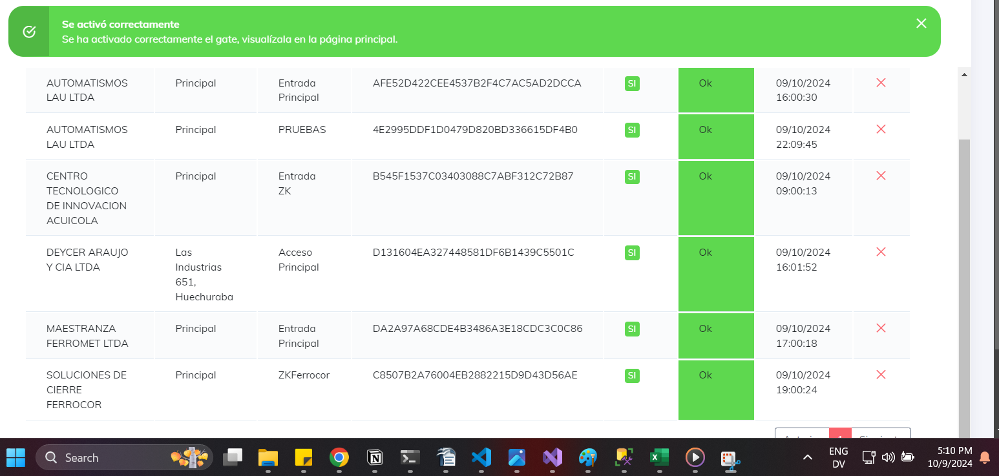 Se activó correctamente
Se ha activado correctamente el gate, visualízala en la página principal.
AUTOMATISMOS LAU LTDA
Principal
Entrada Principal
AFE52D422CEE4537B2F4C7AC5AD2DCCA
SI
Ok
09/10/2024 16:00:30
AUTOMATISMOS LAU LTDA
Principal
PRUEBAS
4E2995DDF1D0479D820BD336615DF4B0
SI
Ok
09/10/2024 22:09:45
CENTRO TECNOLOGICO DE INNOVACION ACUICOLA
Principal
Entrada ZK
B545F1537C03403088C7ABF312C72B87
SI
Ok
09/10/2024 09:00:13
DEYCER ARAUJO Y CIA LTDA
Las Industrias 651, Huechuraba
Acceso Principal
D131604EA327448581DF6B1439C5501C
SI
Ok
09/10/2024 16:01:52
MAESTRANZA FERROMET LTDA
Principal
Entrada Principal
DA2A97A68CDE4B3486A3E18CDC3C0C86
SI
Ok
09/10/2024 17:00:18
SOLUCIONES DE CIERRE FERROCOR
Principal
ZKFerrocor
C8507B2A76004EB2882215D9D43D56AE
SI
Ok
09/10/2024 19:00:24
Search
ENG
DV
5:10 PM
10/9/2024